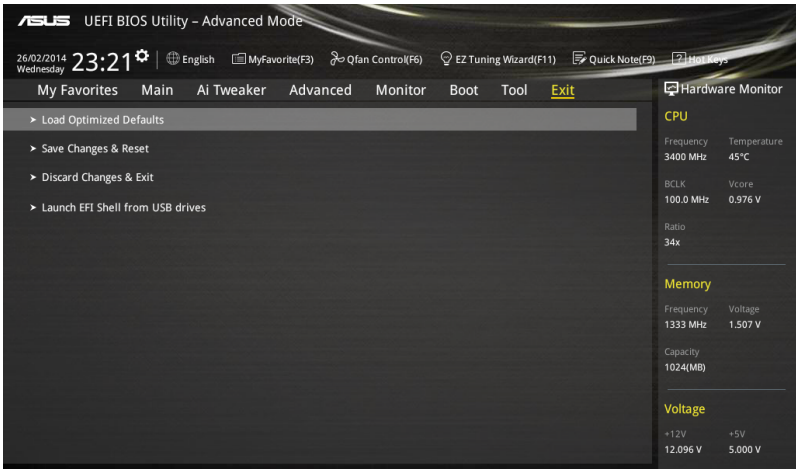 ASUS UEFI BIOS Utility – Advanced Mode
26/02/2014
Wednesday
23:21
English
MyFavorite(F3)
Qfan Control(F6)
EZ Tuning Wizard(F11)
Quick Note(F9)
? Hot Keys
My Favorites Main Ai Tweaker Advanced Monitor Boot Tool Exit
> Load Optimized Defaults
> Save Changes & Reset
> Discard Changes & Exit
> Launch EFI Shell from USB drives
Hardware Monitor
CPU
Frequency Temperature
3400 MHz 45°C
BCLK Vcore
100.0 MHz 0.976 V
Ratio
34x
Memory
Frequency Voltage
1333 MHz 1.507 V
Capacity
1024(MB)
Voltage
+12V +5V
12.096 V 5.000 V